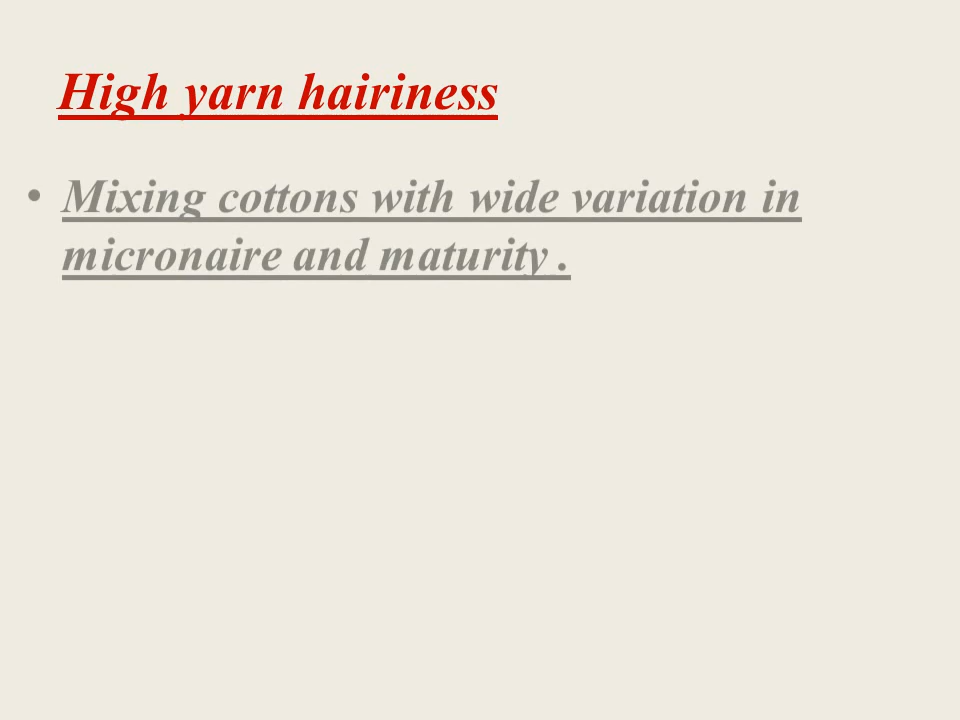 High yarn hairiness
• Mixing cottons with wide variation in
micronaire and maturity .